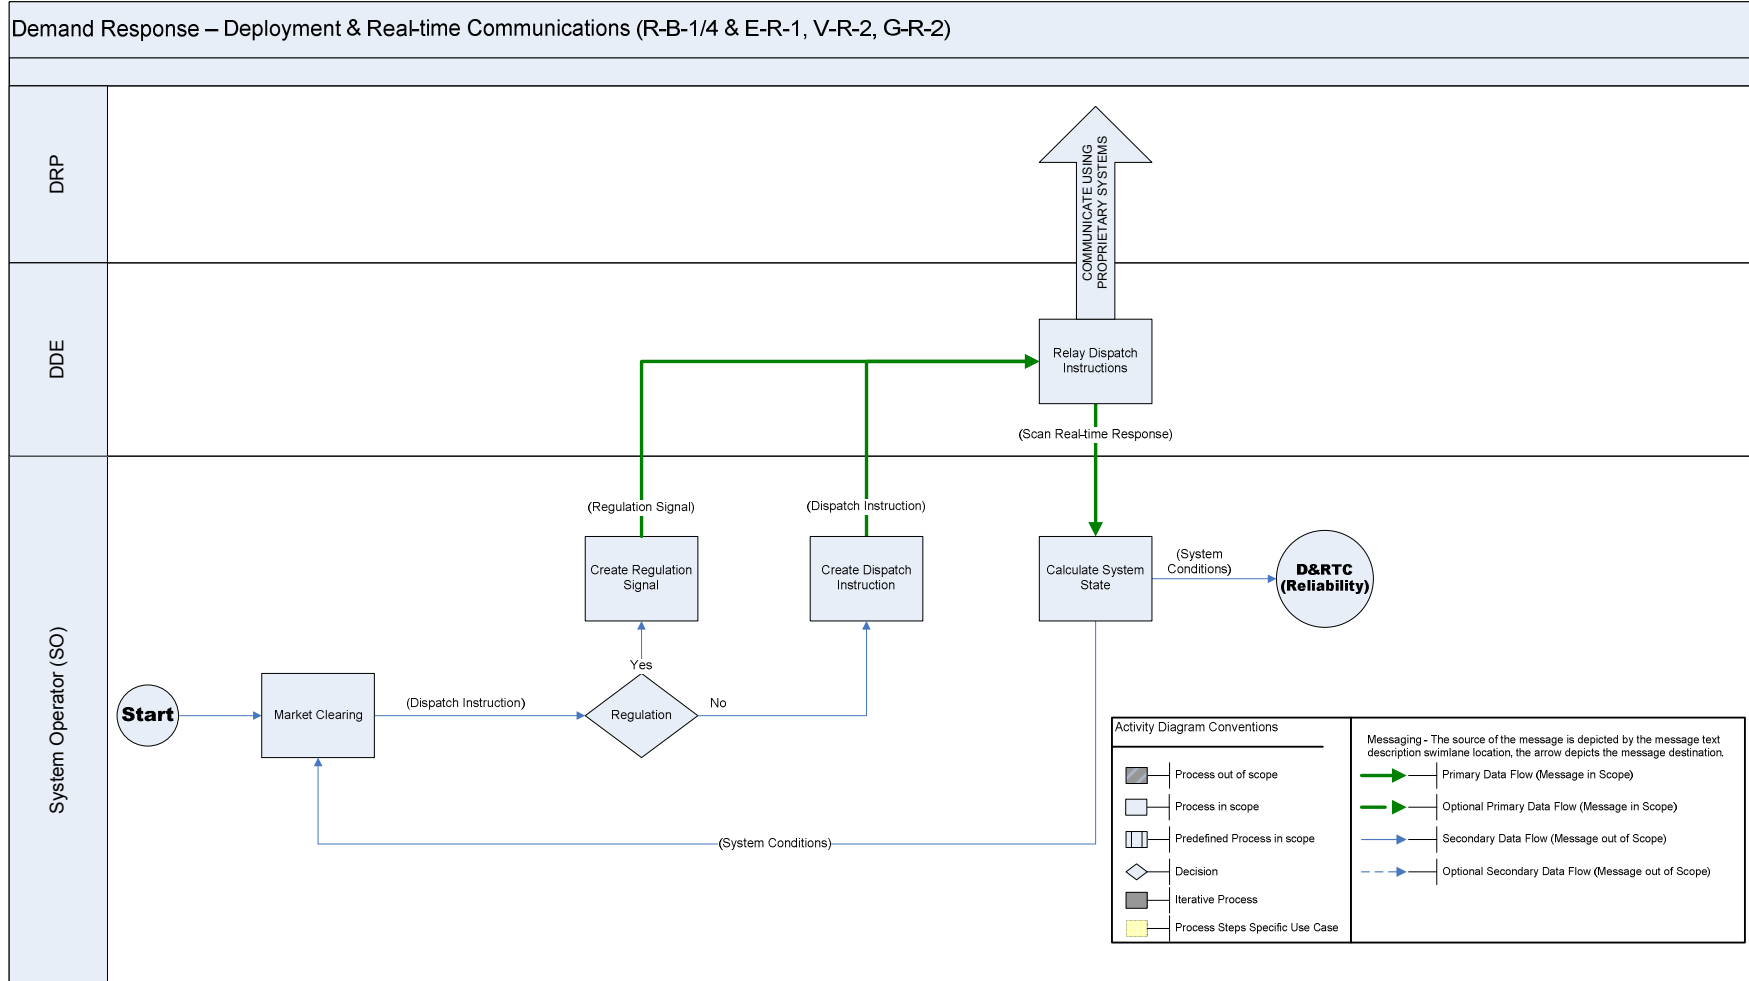 Demand Response – Deployment & Real-time Communications (R-B-1/4 & E-R-1, V-R-2, G-R-2)
DRP
COMMUNICATE USING
PROPRIETARY SYSTEMS
DDE
Relay Dispatch
Instructions
(Scan Real-time Response)
System Operator (SO)
(Regulation Signal)
(Dispatch Instruction)
Create Regulation
Signal
Create Dispatch
Instruction
Calculate System
State
(System
Conditions)
D&RTC
(Reliability)
Yes
Start
Market Clearing
(Dispatch Instruction)
Regulation
No
(System Conditions)
Activity Diagram Conventions
Process out of scope
Process in scope
Predefined Process in scope
Decision
Iterative Process
Process Steps Specific Use Case
Messaging - The source of the message is depicted by the message text
description swimlane location, the arrow depicts the message destination.
Primary Data Flow (Message in Scope)
Optional Primary Data Flow (Message in Scope)
Secondary Data Flow (Message out of Scope)
Optional Secondary Data Flow (Message out of Scope)